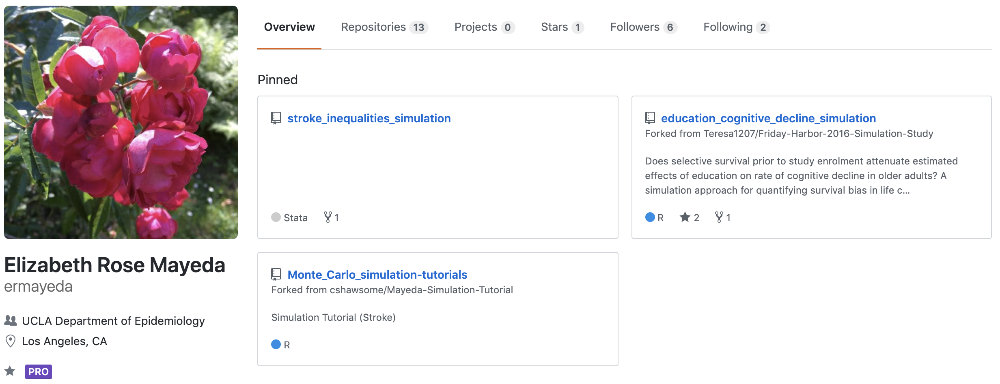 Overview Repositories 13 Projects 0 Stars 1 Followers 6 Following 2
Pinned
stroke_inequalities_simulation
Stata 1
education_cognitive_decline_simulation
Forked from Teresa1207/Friday-Harbor-2016-Simulation-Study
Does selective survival prior to study enrolment attenuate estimated
effects of education on rate of cognitive decline in older adults? A
simulation approach for quantifying survival bias in life c...
R 2 1
Monte_Carlo_simulation-tutorials
Forked from cshawsome/Mayeda-Simulation-Tutorial
Simulation Tutorial (Stroke)
R
Elizabeth Rose Mayeda
ermayeda
UCLA Department of Epidemiology
Los Angeles, CA
PRO